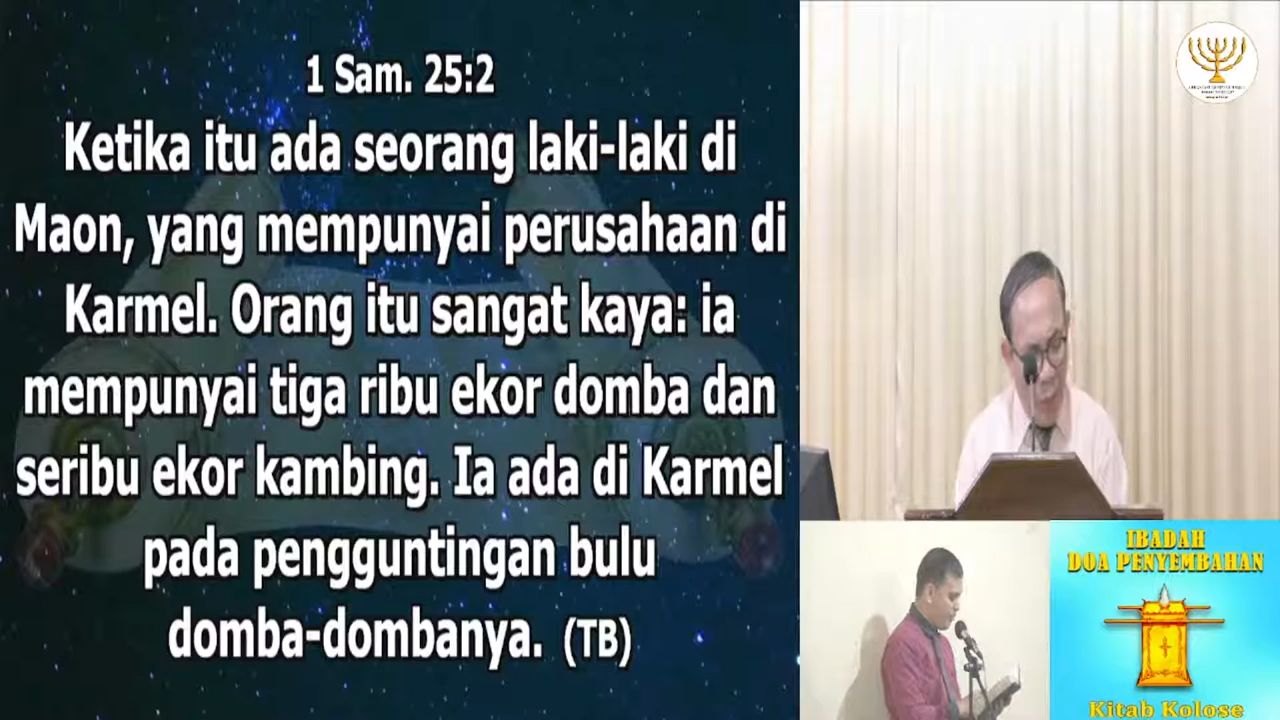 1 Sam. 25:2
Ketika itu ada seorang laki-laki di
Maon, yang mempunyai perusahaan di
Karmel. Orang itu sangat kaya: ia
mempunyai tiga ribu ekor domba dan
seribu ekor kambing. Ia ada di Karmel
pada pengguntingan bulu
domba-dombanya. (TB)
IBADAH
DOA PENYEMBAHAN
Kitab Kolose